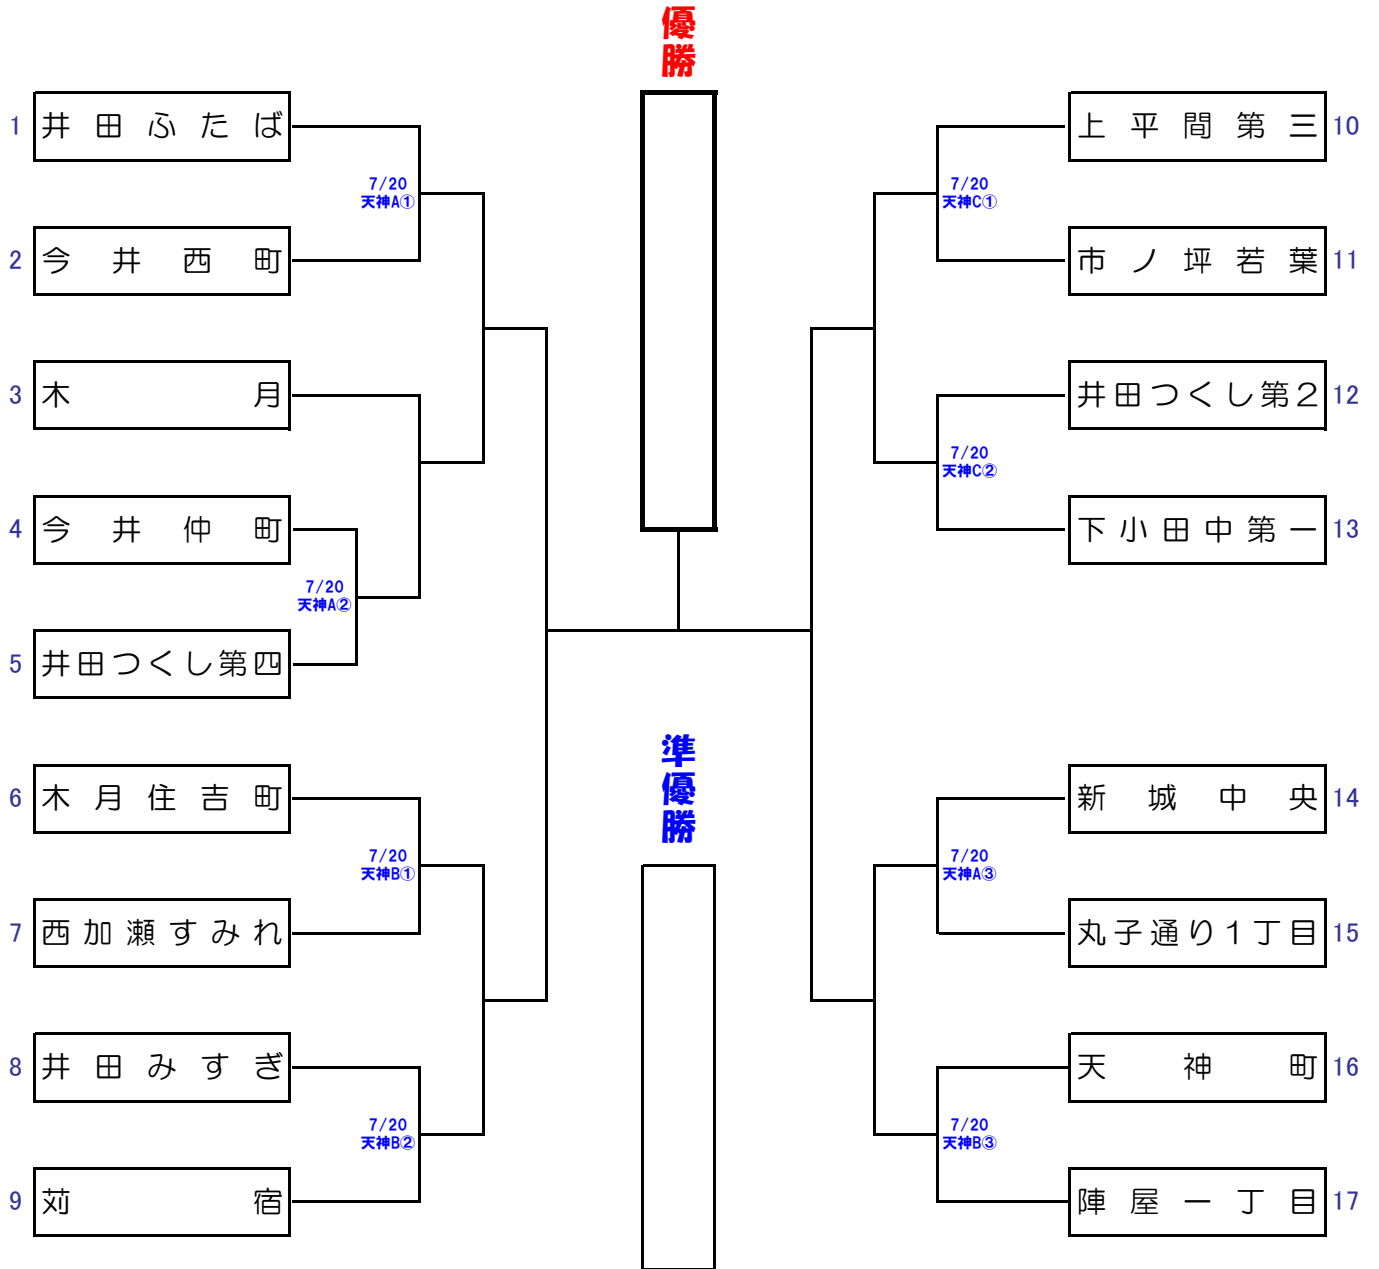 優勝
1 井田ふたば
7/20
天神A①
2 今井西町
3 木月
4 今井仲町
7/20
天神A②
5 井田つくし第四
6 木月住吉町
7/20
天神B①
7 西加瀬すみれ
8 井田みすぎ
7/20
天神B②
9 苅宿
準優勝
上平間第三 10
7/20
天神C①
市ノ坪若葉 11
井田つくし第2 12
7/20
天神C②
下小田中第一 13
新城中央 14
7/20
天神A③
丸子通り1丁目 15
天神町 16
7/20
天神B③
陣屋一丁目 17